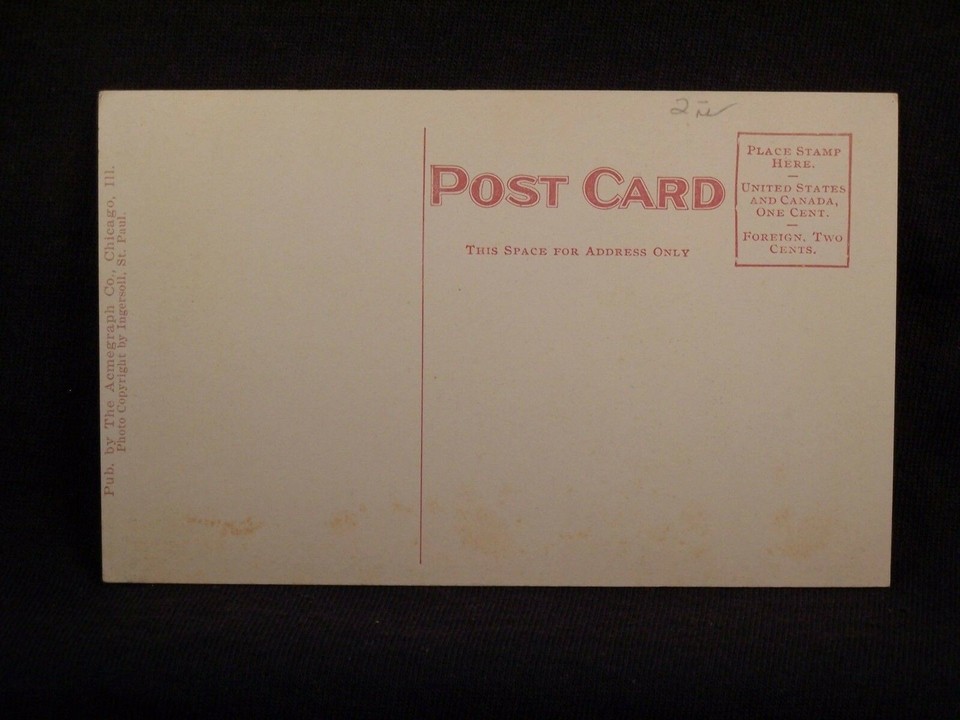 POST CARD
THIS SPACE FOR ADDRESS ONLY
PLACE STAMP
HERE.
UNITED STATES
AND CANADA,
ONE CENT.
FOREIGN, TWO
CENTS.
Pub. by The Acmegraph Co., Chicago, Ill.
Photo Copyright by Ingersoll, St. Paul.